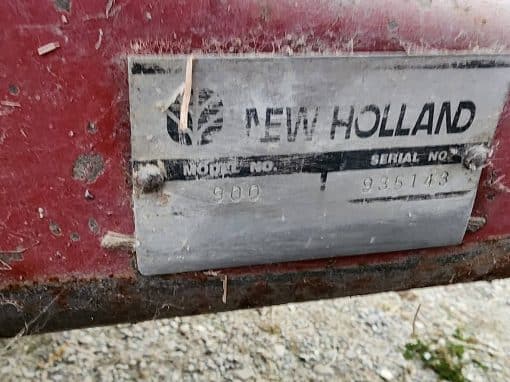 NEW HOLLAND
MODEL NO. SERIAL NO.
900 935143